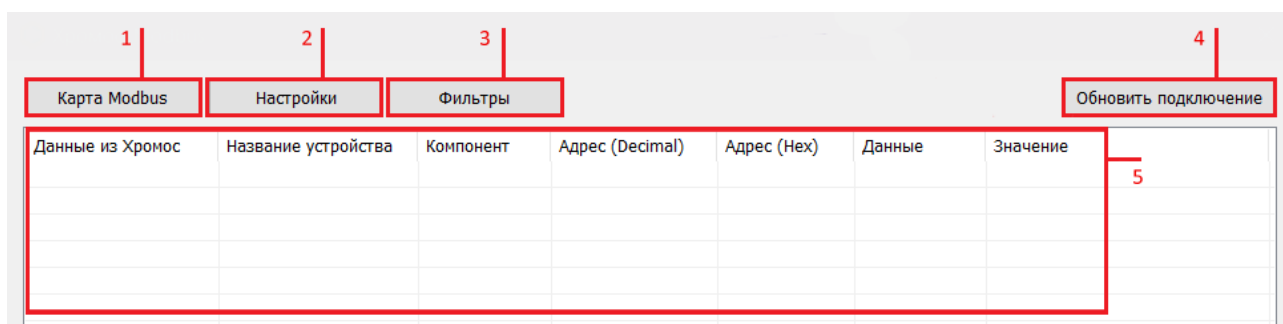 1 2 3 4
Карта Modbus Настройки Фильтры Обновить подключение
Данные из Хромос Название устройства Компонент Адрес (Decimal) Адрес (Hex) Данные Значение
5